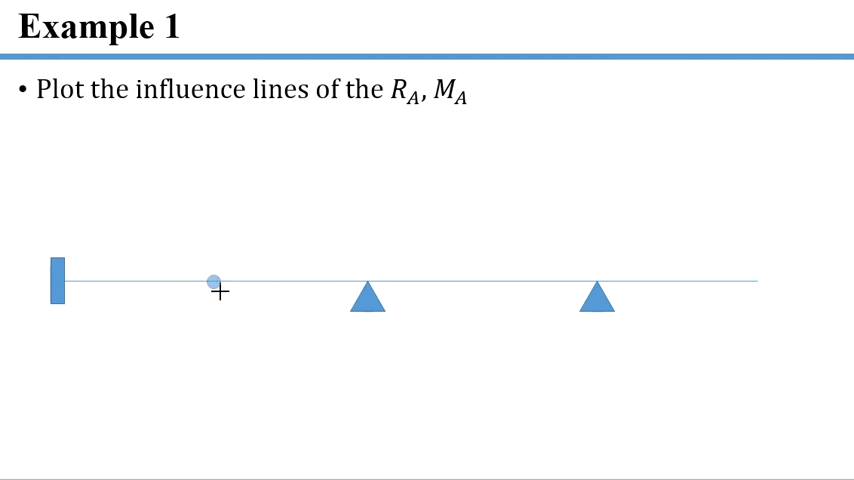 Example 1
• Plot the influence lines of the R_A, M_A